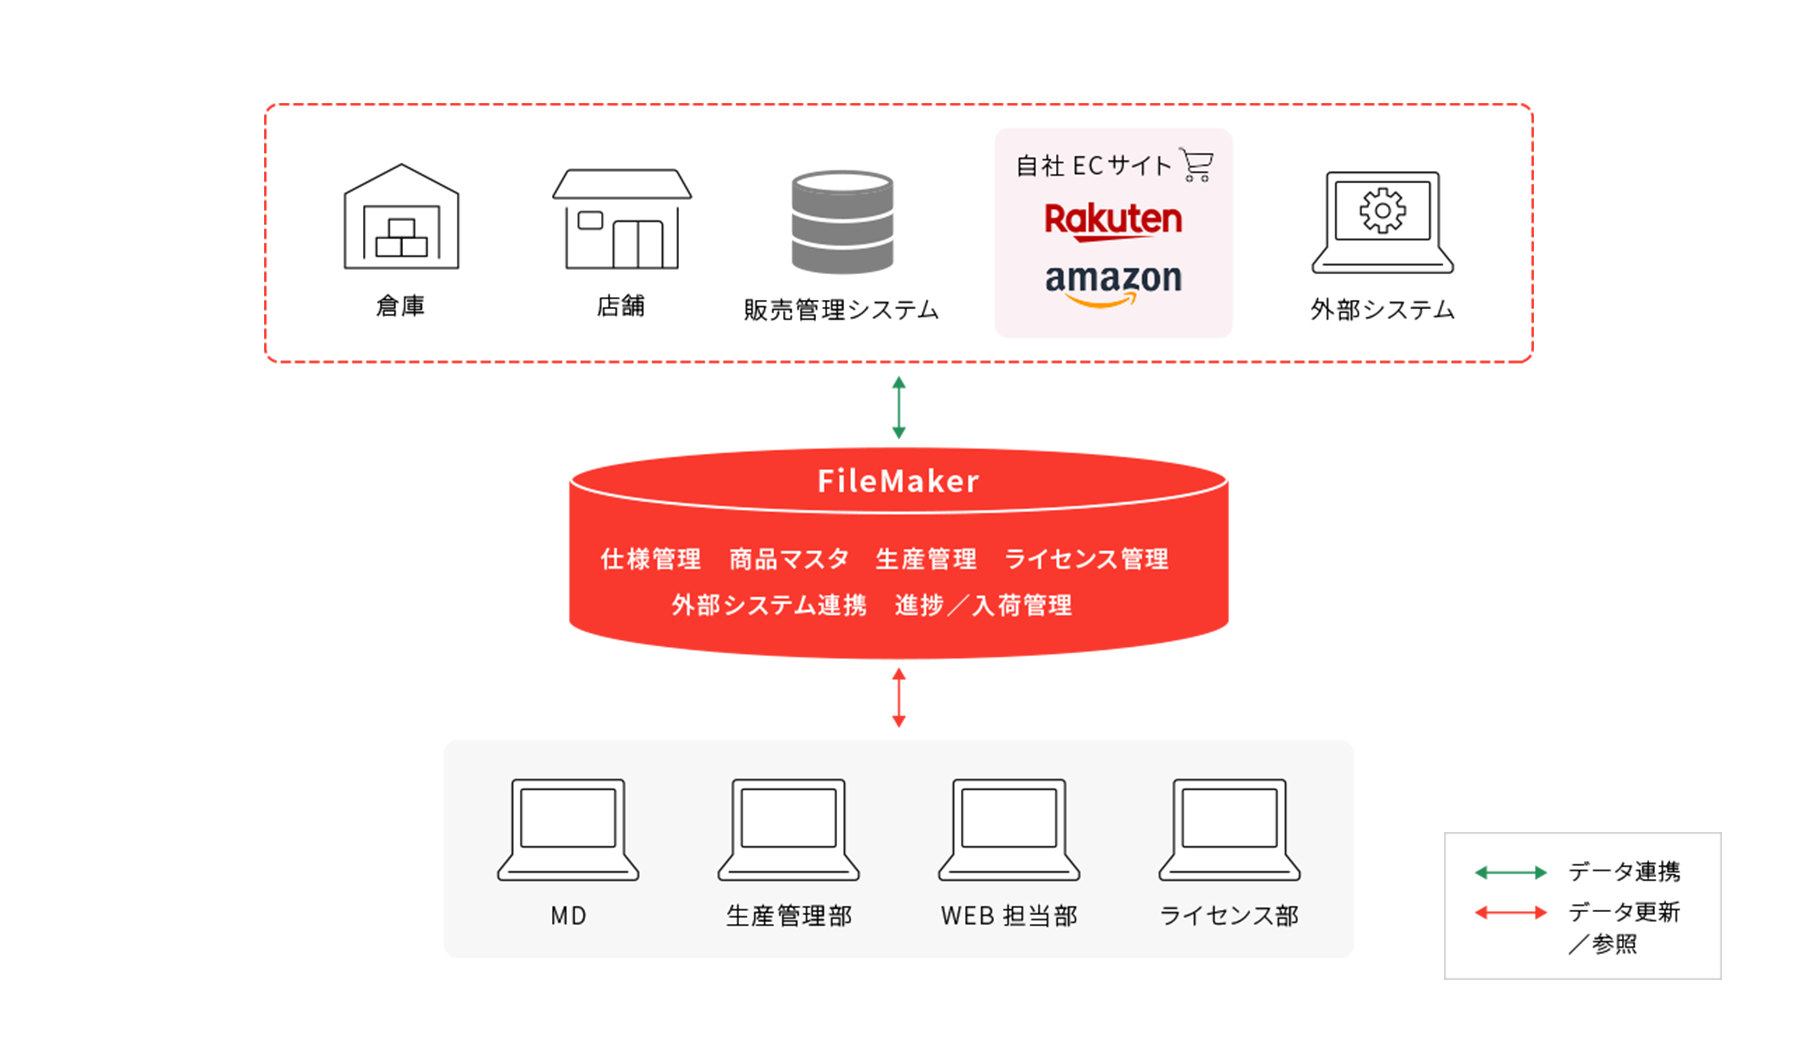 自社 ECサイト
Rakuten
amazon
倉庫
店舗
販売管理システム
外部システム
FileMaker
仕様管理 商品マスタ 生産管理 ライセンス管理
外部システム連携 進捗／入荷管理
MD
生産管理部
WEB 担当部
ライセンス部
データ連携
データ更新
／参照